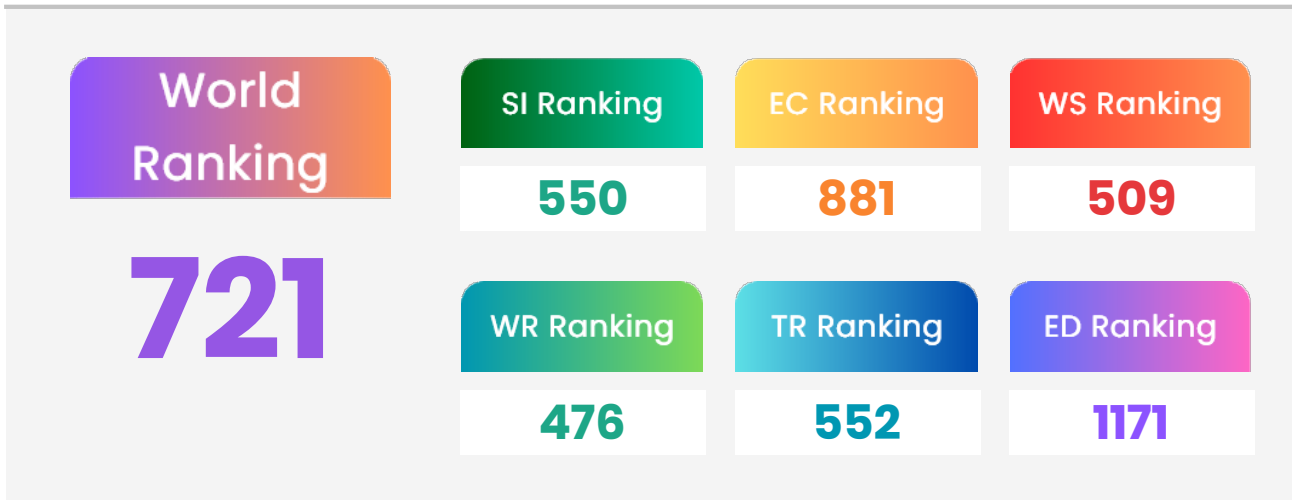 World
Ranking
721
SI Ranking
550
EC Ranking
881
WS Ranking
509
WR Ranking
476
TR Ranking
552
ED Ranking
1171